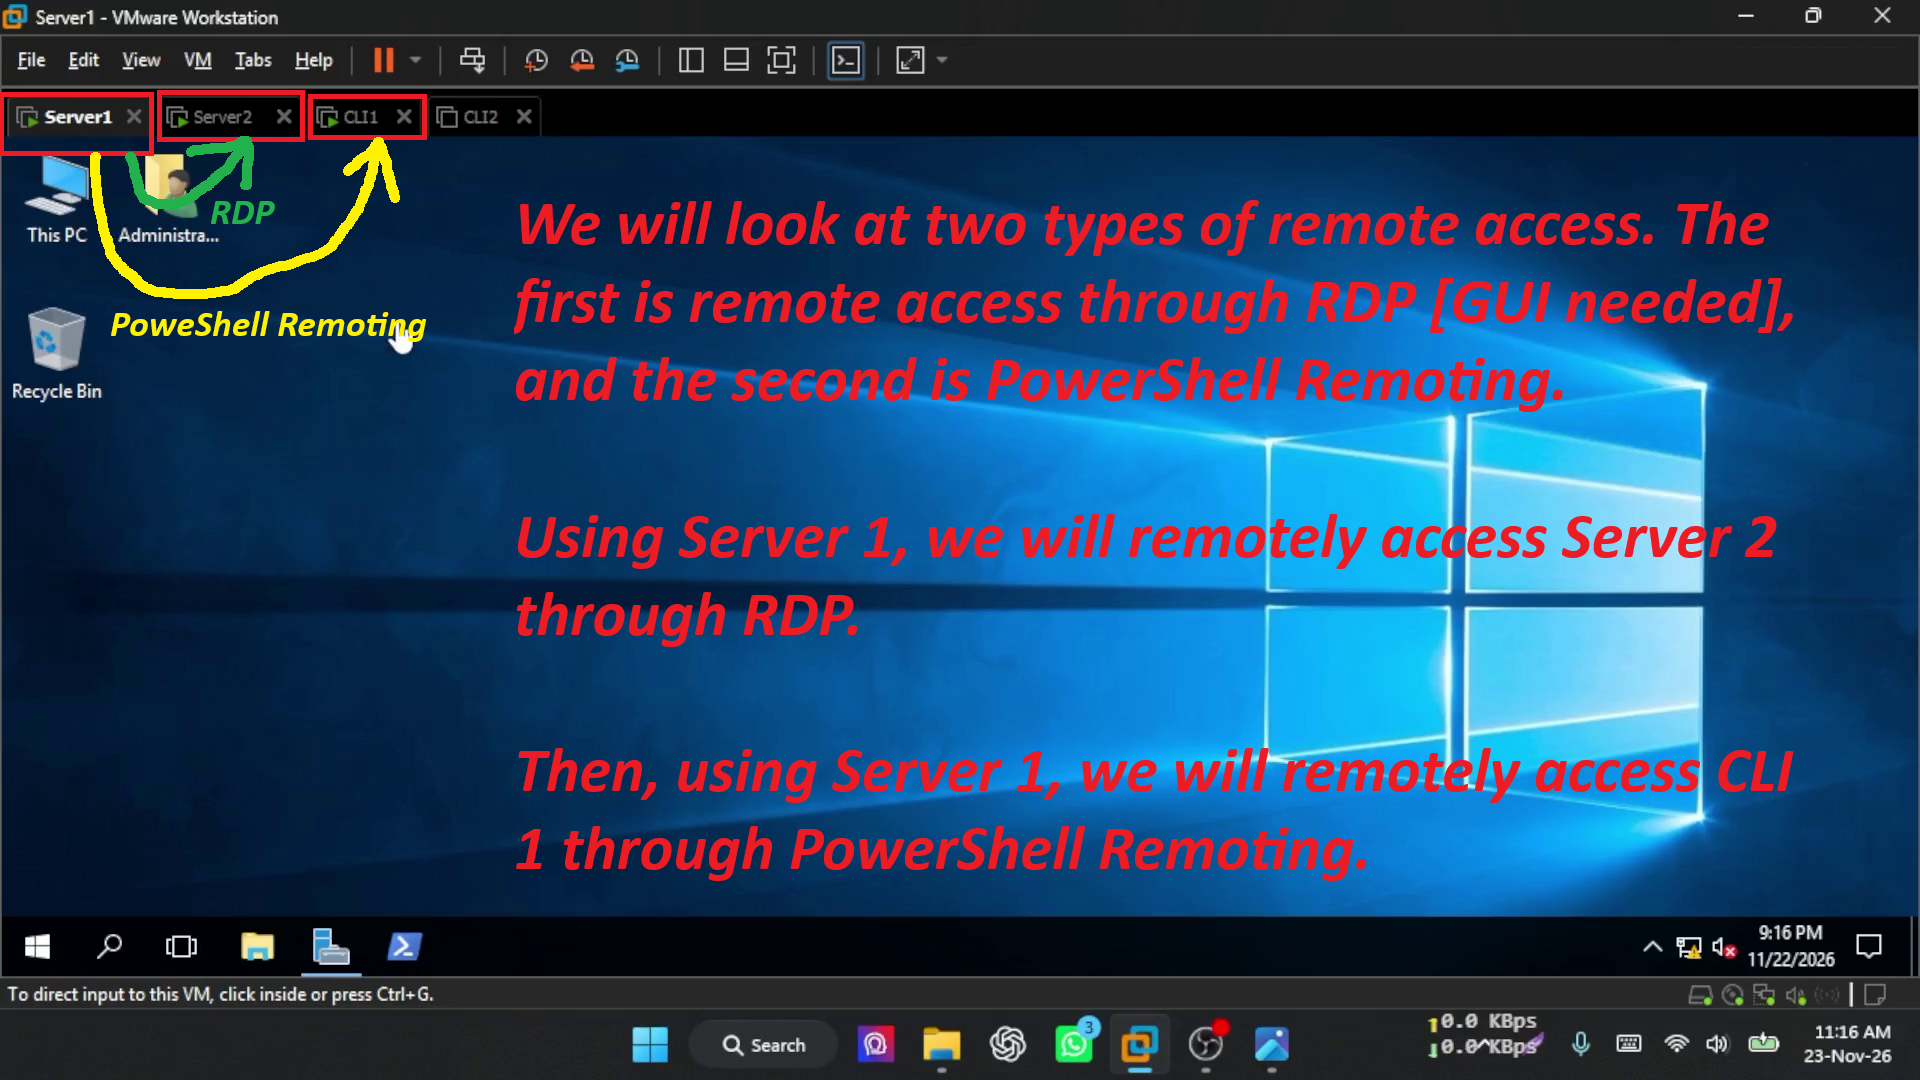 Server1 - VMware Workstation
File Edit View VM Tabs Help
Server1 Server2 CLI1 CLI2
RDP
This PC Administra...
PoweShell Remoting
Recycle Bin
We will look at two types of remote access. The
first is remote access through RDP [GUI needed],
and the second is PowerShell Remoting.
Using Server 1, we will remotely access Server 2
through RDP.
Then, using Server 1, we will remotely access CLI
1 through PowerShell Remoting.
9:16 PM
11/22/2026
To direct input to this VM, click inside or press Ctrl+G.
Search
3
0.0 KBps
0.0 KBps
11:16 AM
23-Nov-26